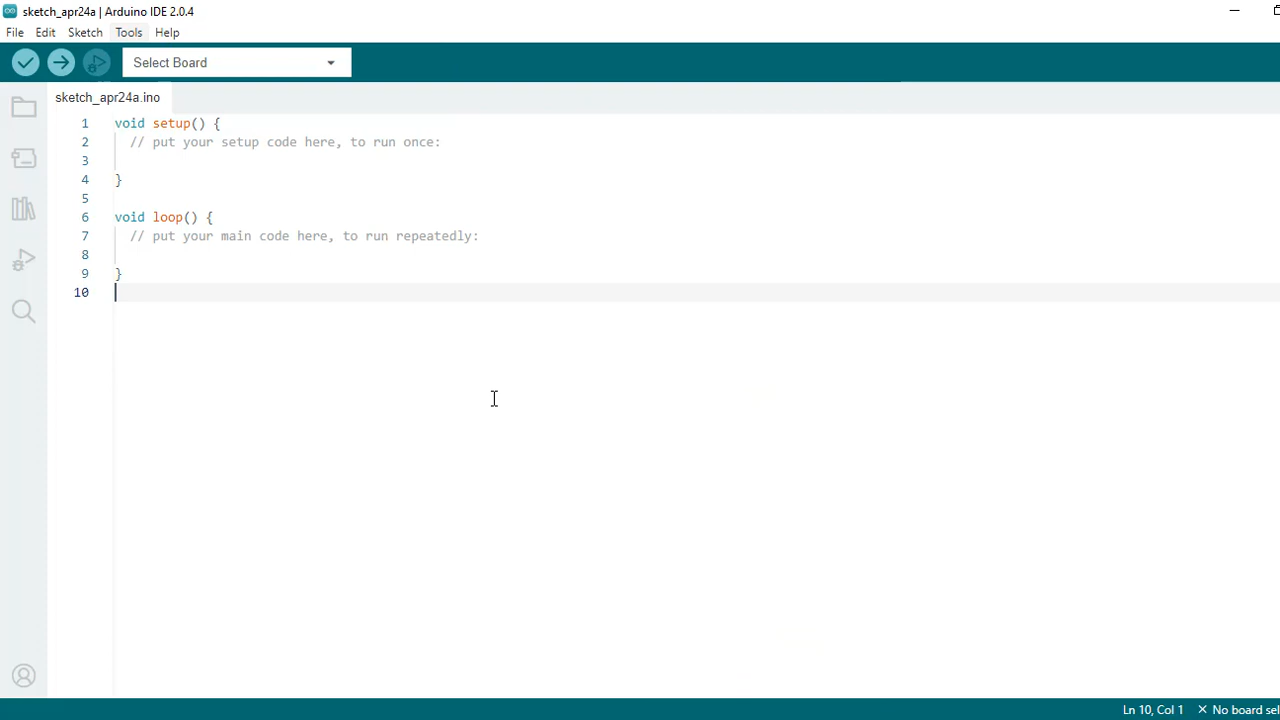 sketch_apr24a | Arduino IDE 2.0.4
File Edit Sketch Tools Help
Select Board
sketch_apr24a.ino
1 void setup() {
2 // put your setup code here, to run once:
3
4 }
5
6 void loop() {
7 // put your main code here, to run repeatedly:
8
9 }
10
Ln 10, Col 1 × No board sel